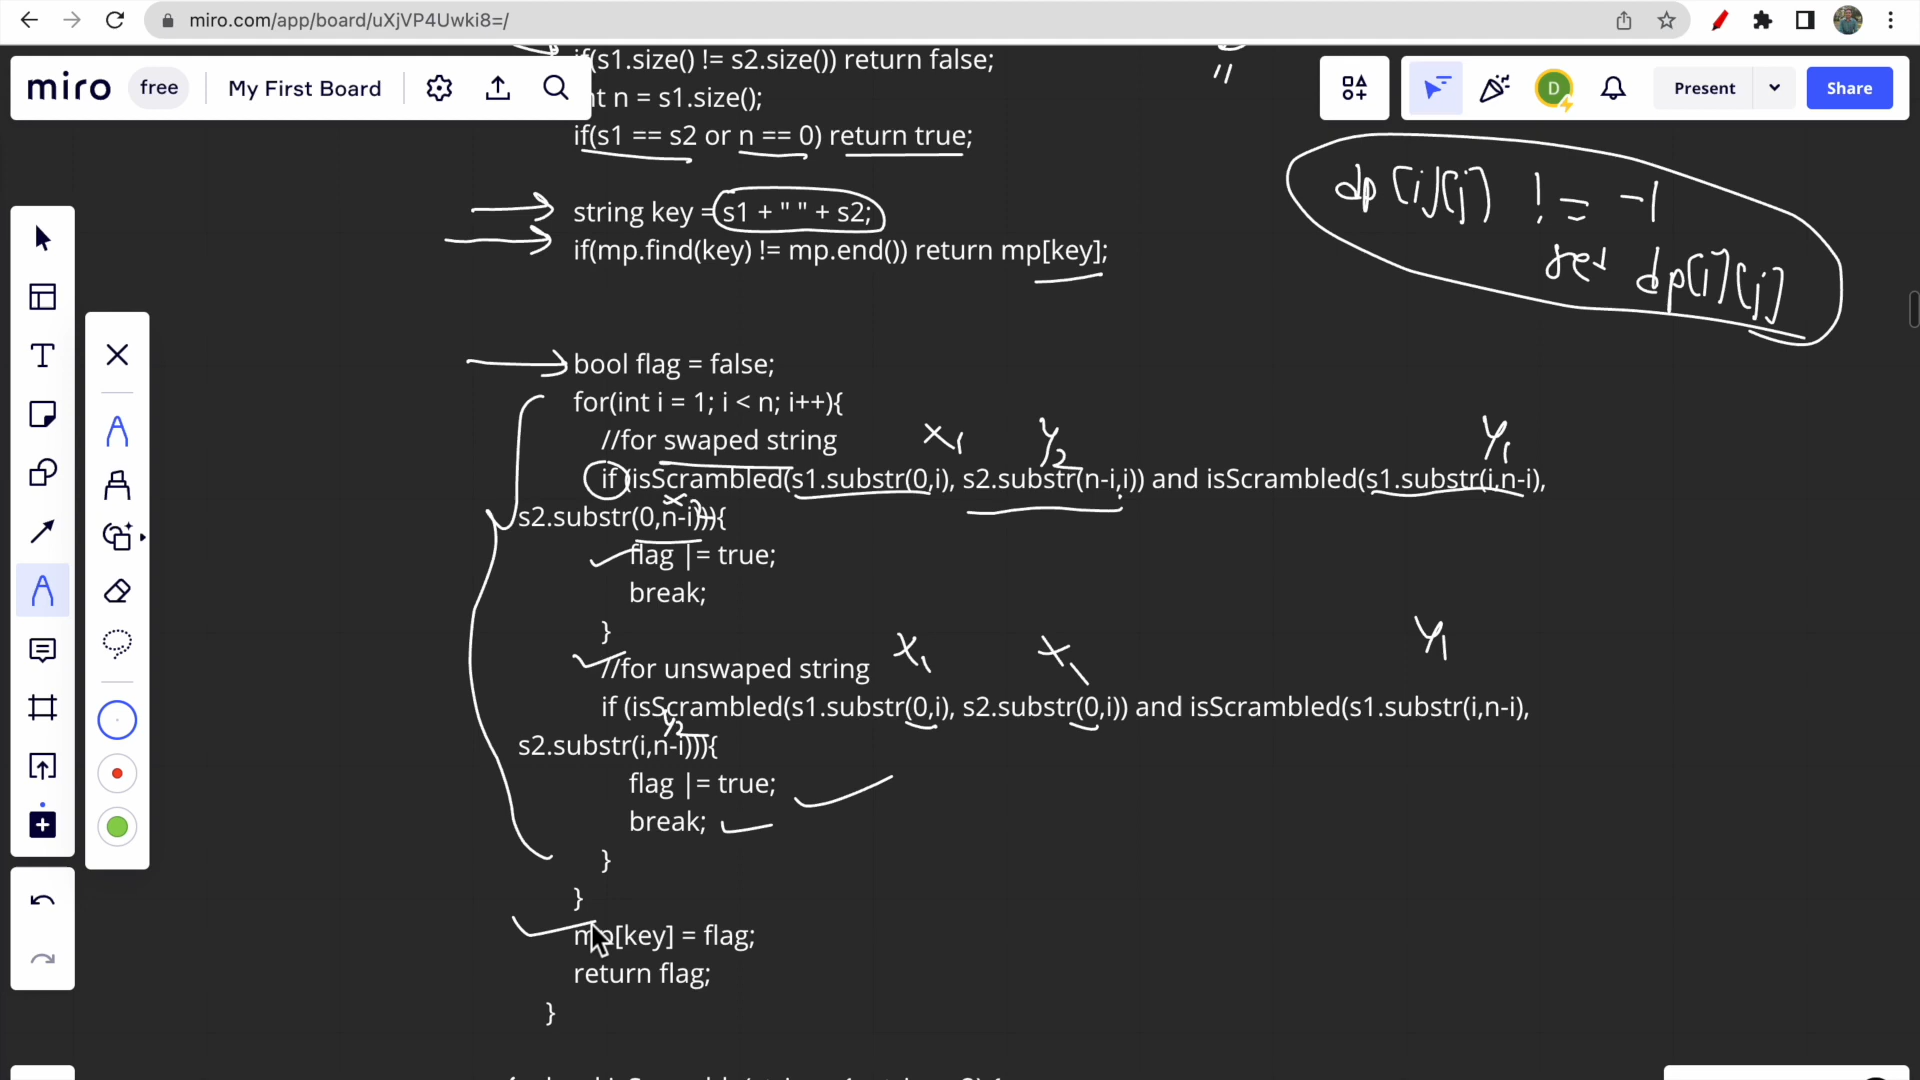 miro.com/app/board/uXjVP4Uwki8=/
if(s1.size() != s2.size()) return false;
miro free My First Board
Present Share
D
nt n = s1.size();
if(s1 == s2 or n == 0) return true;
dp[i][j] != -1
ret dp[i][j]
string key = s1 + " " + s2;
if(mp.find(key) != mp.end()) return mp[key];
bool flag = false;
for(int i = 1; i < n; i++){
//for swaped string
x1 y2 y1
if (isScrambled(s1.substr(0,i), s2.substr(n-i,i)) and isScrambled(s1.substr(i,n-i),
x2
s2.substr(0,n-i))){
flag |= true;
break;
}
//for unswaped string
x1 x1 y1
if (isScrambled(s1.substr(0,i), s2.substr(0,i)) and isScrambled(s1.substr(i,n-i),
y2
s2.substr(i,n-i))){
flag |= true;
break;
}
}
mp[key] = flag;
return flag;
}